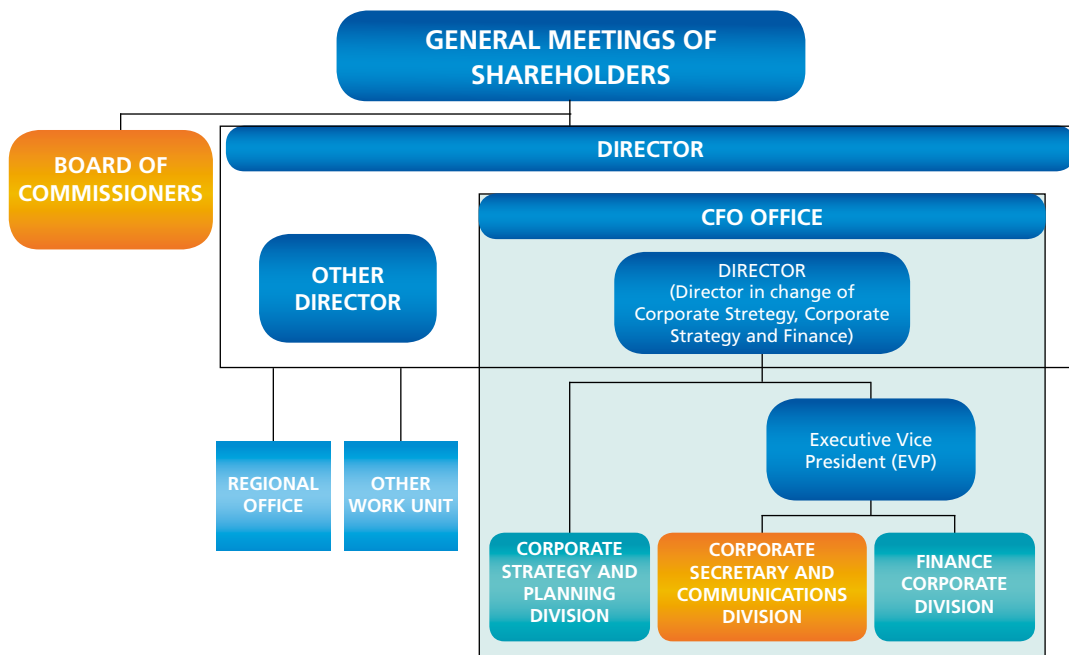 GENERAL MEETINGS OF
SHAREHOLDERS
BOARD OF
COMMISSIONERS
DIRECTOR
CFO OFFICE
OTHER
DIRECTOR
DIRECTOR
(Director in change of
Corporate Stretegy, Corporate
Strategy and Finance)
Executive Vice
President (EVP)
REGIONAL
OFFICE
OTHER
WORK UNIT
CORPORATE
STRATEGY AND
PLANNING
DIVISION
CORPORATE
SECRETARY AND
COMMUNICATIONS
DIVISION
FINANCE
CORPORATE
DIVISION